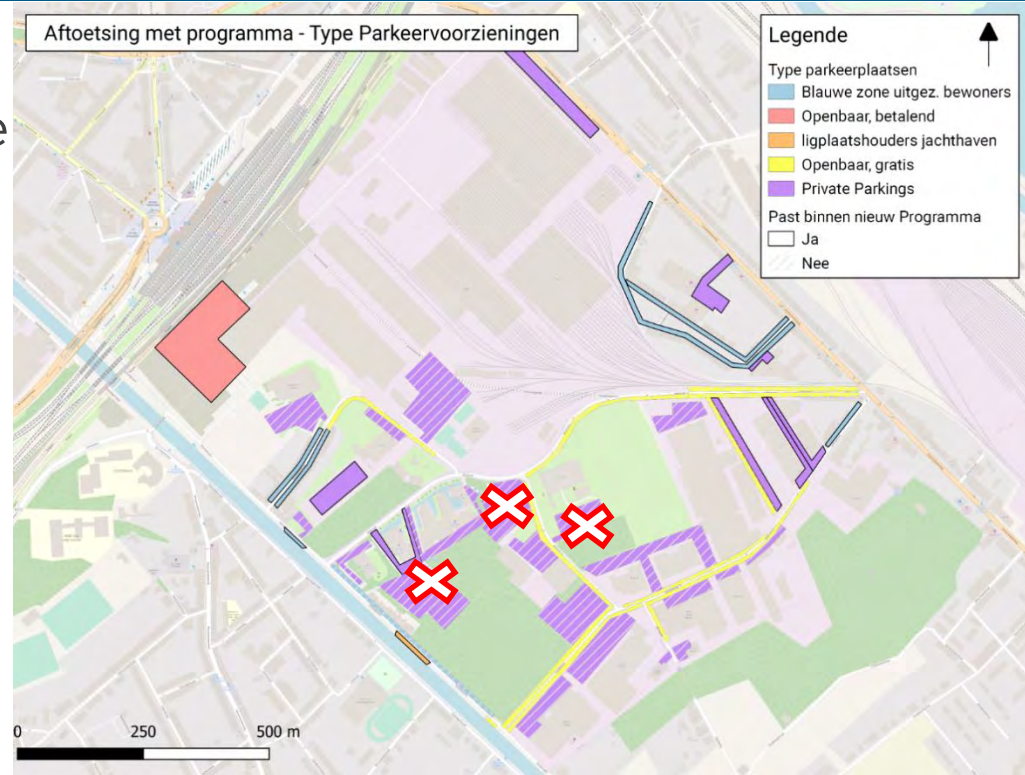 Aftoetsing met programma - Type Parkeervoorzieningen
e
Legende
Type parkeerplaatsen
Blauwe zone uitgez. bewoners
Openbaar, betalend
ligplaatshouders jachthaven
Openbaar, gratis
Private Parkings
Past binnen nieuw Programma
Ja
Nee
0 250 500 m